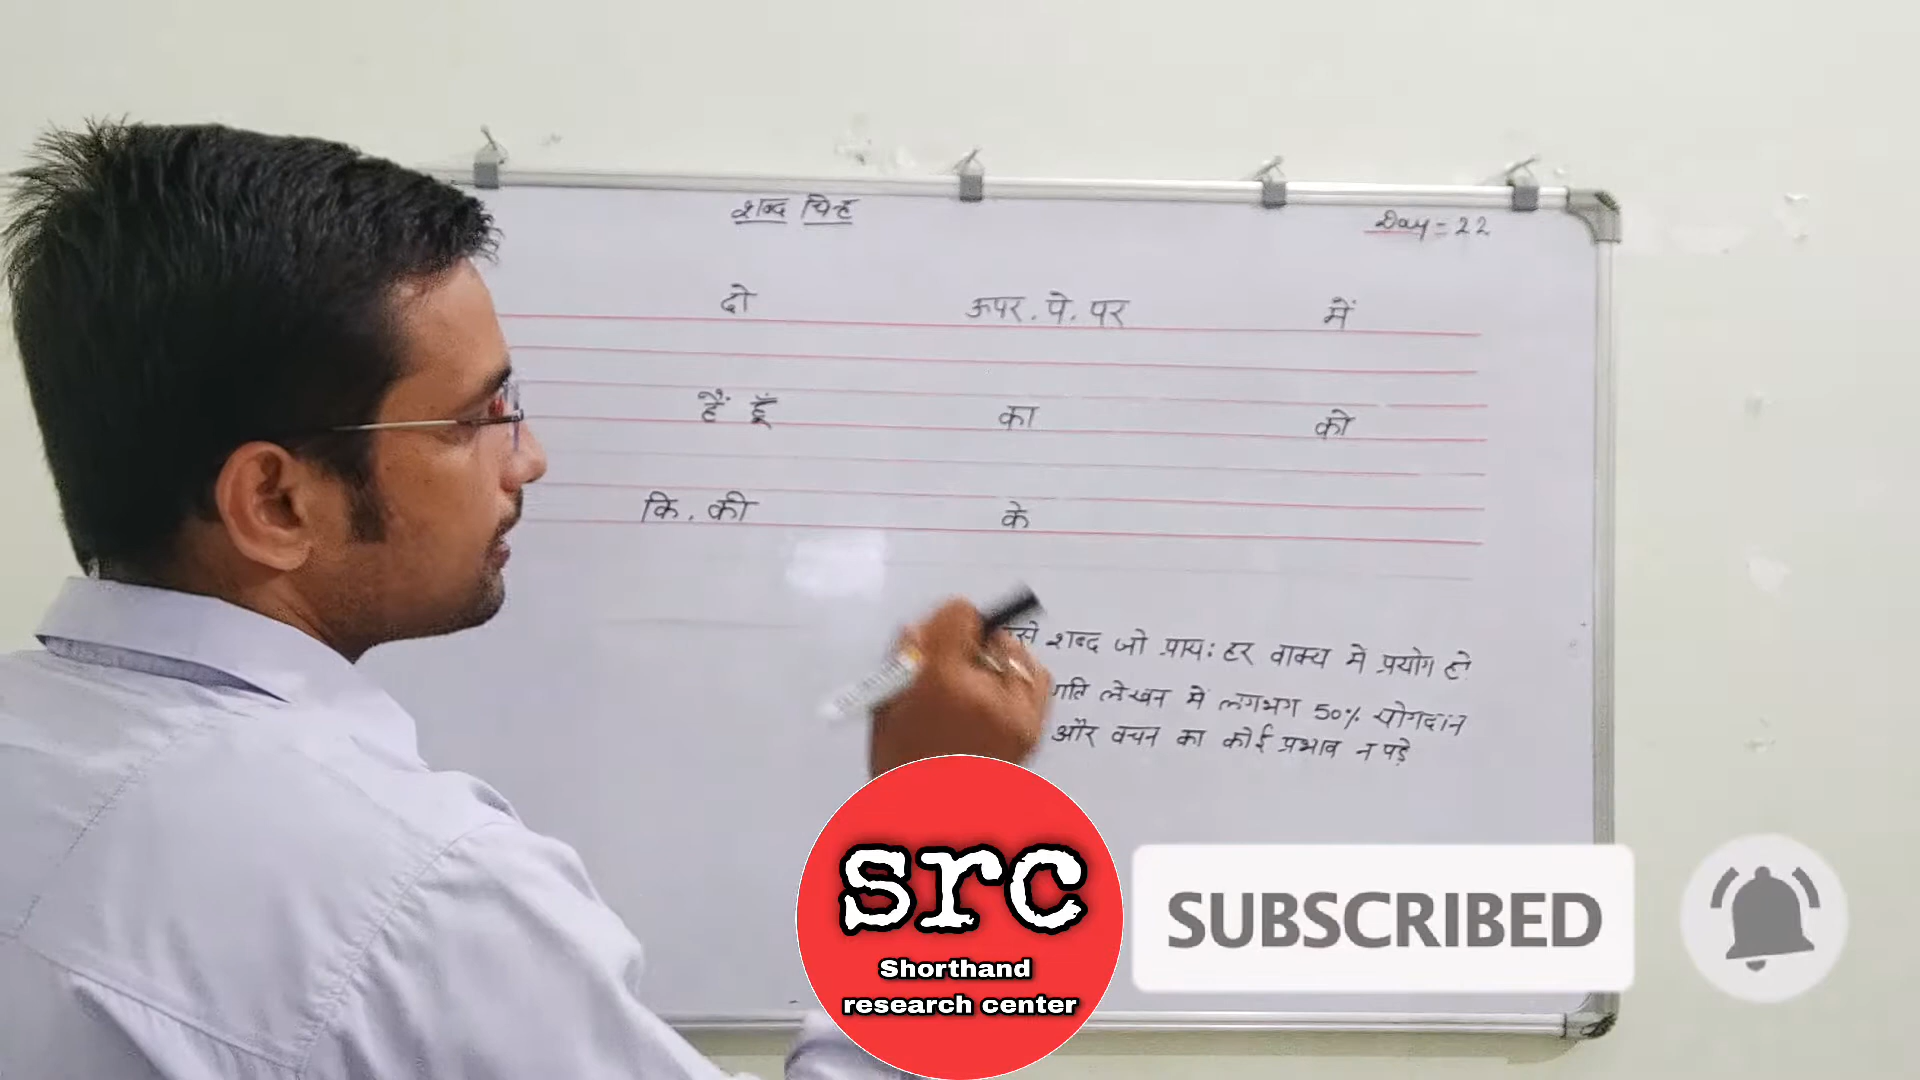 शब्द चिन्ह
Day = 22
दो ऊपर. पे. पर में
हैं हूँ का को
कि. की के
शब्द जो प्राय: हर वाक्य में प्रयोग हो
गति लेखन में लगभग 50% योगदान
और वचन का कोई प्रभाव न पड़े
src
Shorthand
research center
SUBSCRIBED